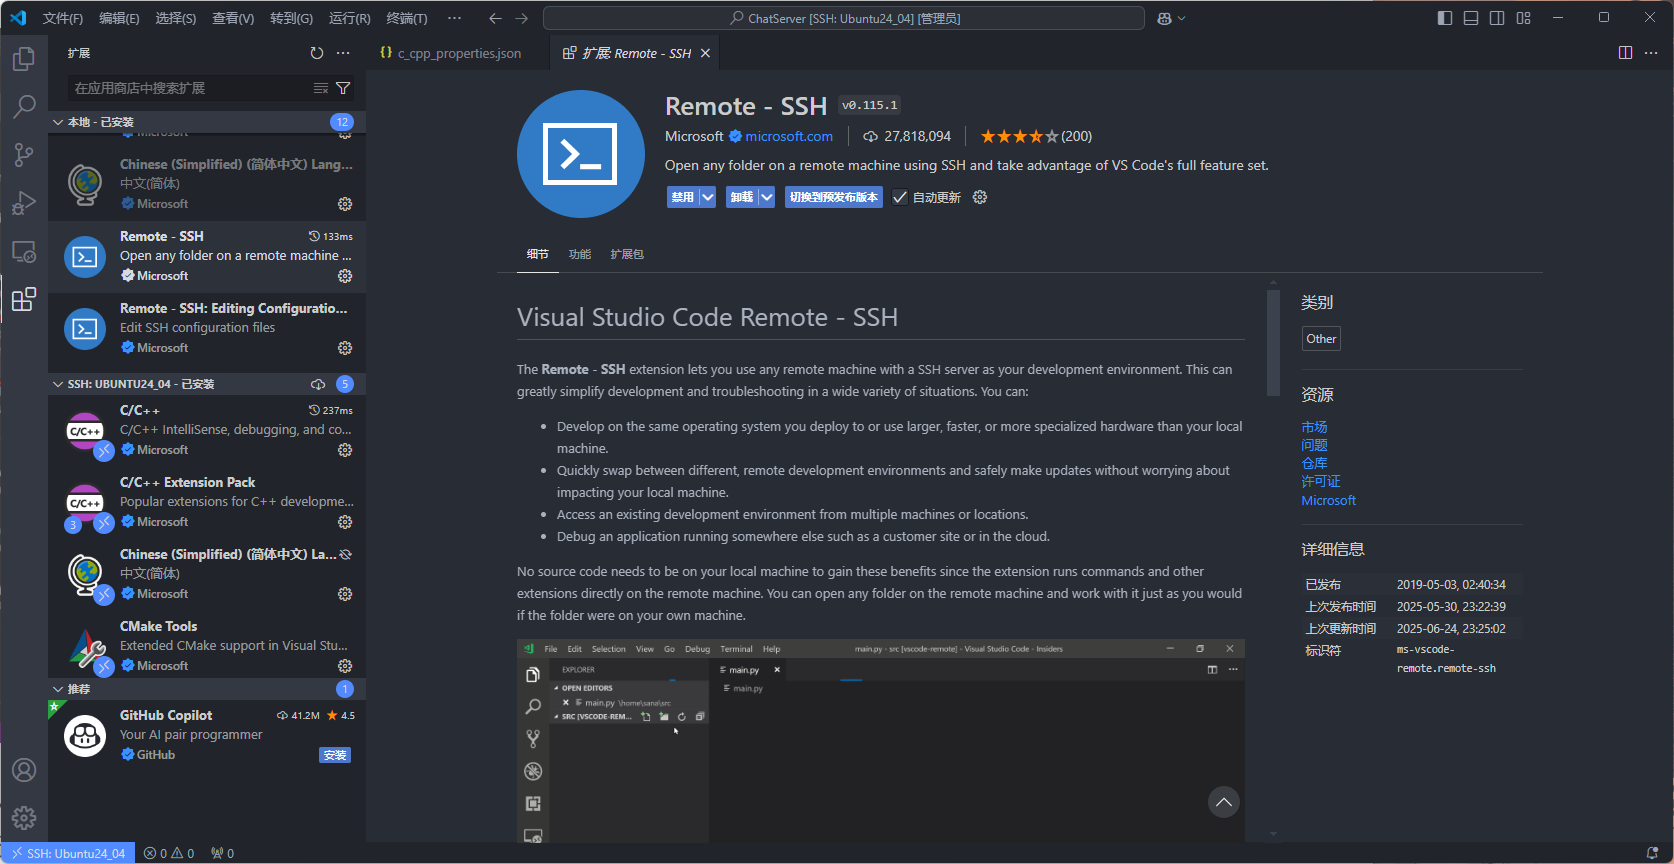 文件(F) 编辑(E) 选择(S) 查看(V) 转到(G) 运行(R) 终端(T) ···
ChatServer [SSH: Ubuntu24_04] [管理员]
扩展
在应用商店中搜索扩展
本地 - 已安装 12
Microsoft
Chinese (Simplified) (简体中文) Lang...
中文(简体)
Microsoft
Remote - SSH 133ms
Open any folder on a remote machine ...
Microsoft
Remote - SSH: Editing Configuratio...
Edit SSH configuration files
Microsoft
SSH: UBUNTU24_04 - 已安装 5
C/C++ 237ms
C/C++
C/C++ IntelliSense, debugging, and co...
Microsoft
C/C++ Extension Pack
C/C++
Popular extensions for C++ developme...
3
Microsoft
Chinese (Simplified) (简体中文) La...
中文(简体)
Microsoft
CMake Tools
Extended CMake support in Visual Stu...
Microsoft
推荐 1
GitHub Copilot 41.2M 4.5
Your AI pair programmer
GitHub 安装
{} c_cpp_properties.json
扩展: Remote - SSH
Remote - SSH v0.115.1
Microsoft microsoft.com 27,818,094 (200)
Open any folder on a remote machine using SSH and take advantage of VS Code's full feature set.
禁用 卸载 切换到预发布版本 自动更新
细节 功能 扩展包
Visual Studio Code Remote - SSH
The Remote - SSH extension lets you use any remote machine with a SSH server as your development environment. This can
greatly simplify development and troubleshooting in a wide variety of situations. You can:
• Develop on the same operating system you deploy to or use larger, faster, or more specialized hardware than your local
machine.
• Quickly swap between different, remote development environments and safely make updates without worrying about
impacting your local machine.
• Access an existing development environment from multiple machines or locations.
• Debug an application running somewhere else such as a customer site or in the cloud.
No source code needs to be on your local machine to gain these benefits since the extension runs commands and other
extensions directly on the remote machine. You can open any folder on the remote machine and work with it just as you would
if the folder were on your own machine.
File Edit Selection View Go Debug Terminal Help main.py - src [vscode-remote] - Visual Studio Code - Insiders
EXPLORER
main.py
OPEN EDITORS
main.py
main.py \home\sana\src
SRC [VSCODE-REM...
类别
Other
资源
市场
问题
仓库
许可证
Microsoft
详细信息
已发布 2019-05-03, 02:40:34
上次发布时间 2025-05-30, 23:22:39
上次更新时间 2025-06-24, 23:25:02
标识符 ms-vscode-
remote.remote-ssh
SSH: Ubuntu24_04 0 0 0